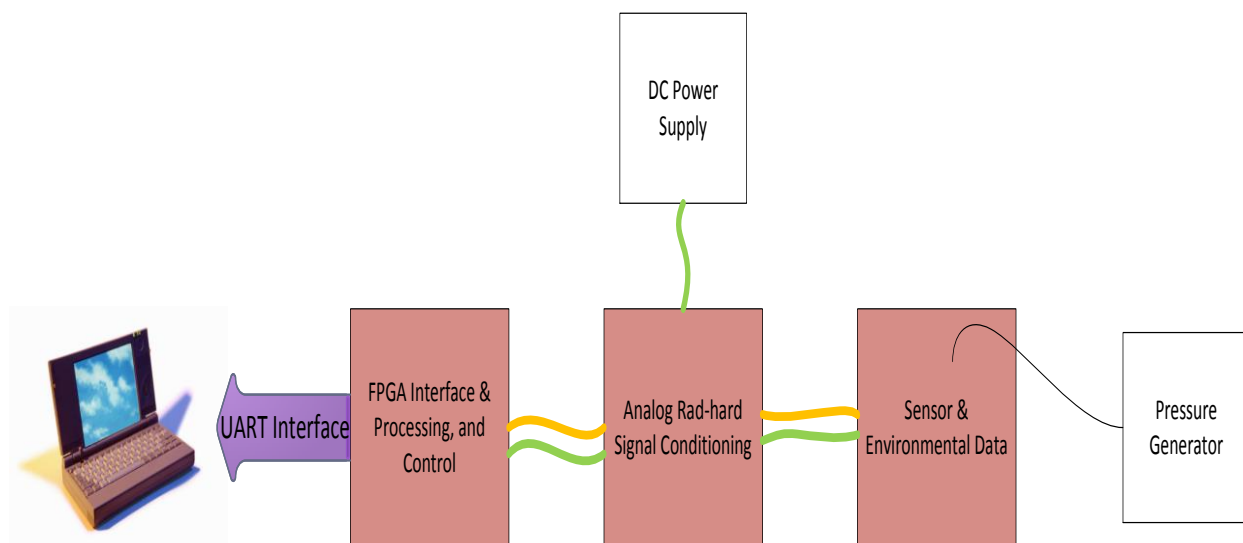 DC Power
Supply
UART Interface
FPGA Interface &
Processing, and
Control
Analog Rad-hard
Signal Conditioning
Sensor &
Environmental Data
Pressure
Generator